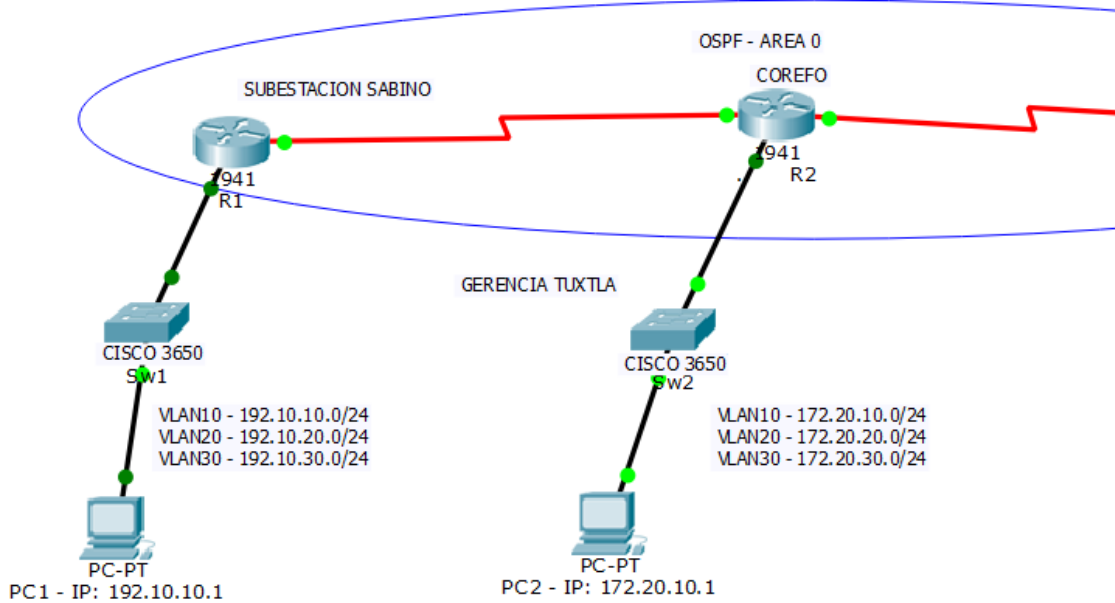 OSPF - AREA 0
SUBESTACION SABINO
COREFO
1941
R1
1941
R2
GERENCIA TUXTLA
CISCO 3650
Sw1
CISCO 3650
Sw2
VLAN10 - 192.10.10.0/24
VLAN20 - 192.10.20.0/24
VLAN30 - 192.10.30.0/24
VLAN10 - 172.20.10.0/24
VLAN20 - 172.20.20.0/24
VLAN30 - 172.20.30.0/24
PC-PT
PC1 - IP: 192.10.10.1
PC-PT
PC2 - IP: 172.20.10.1